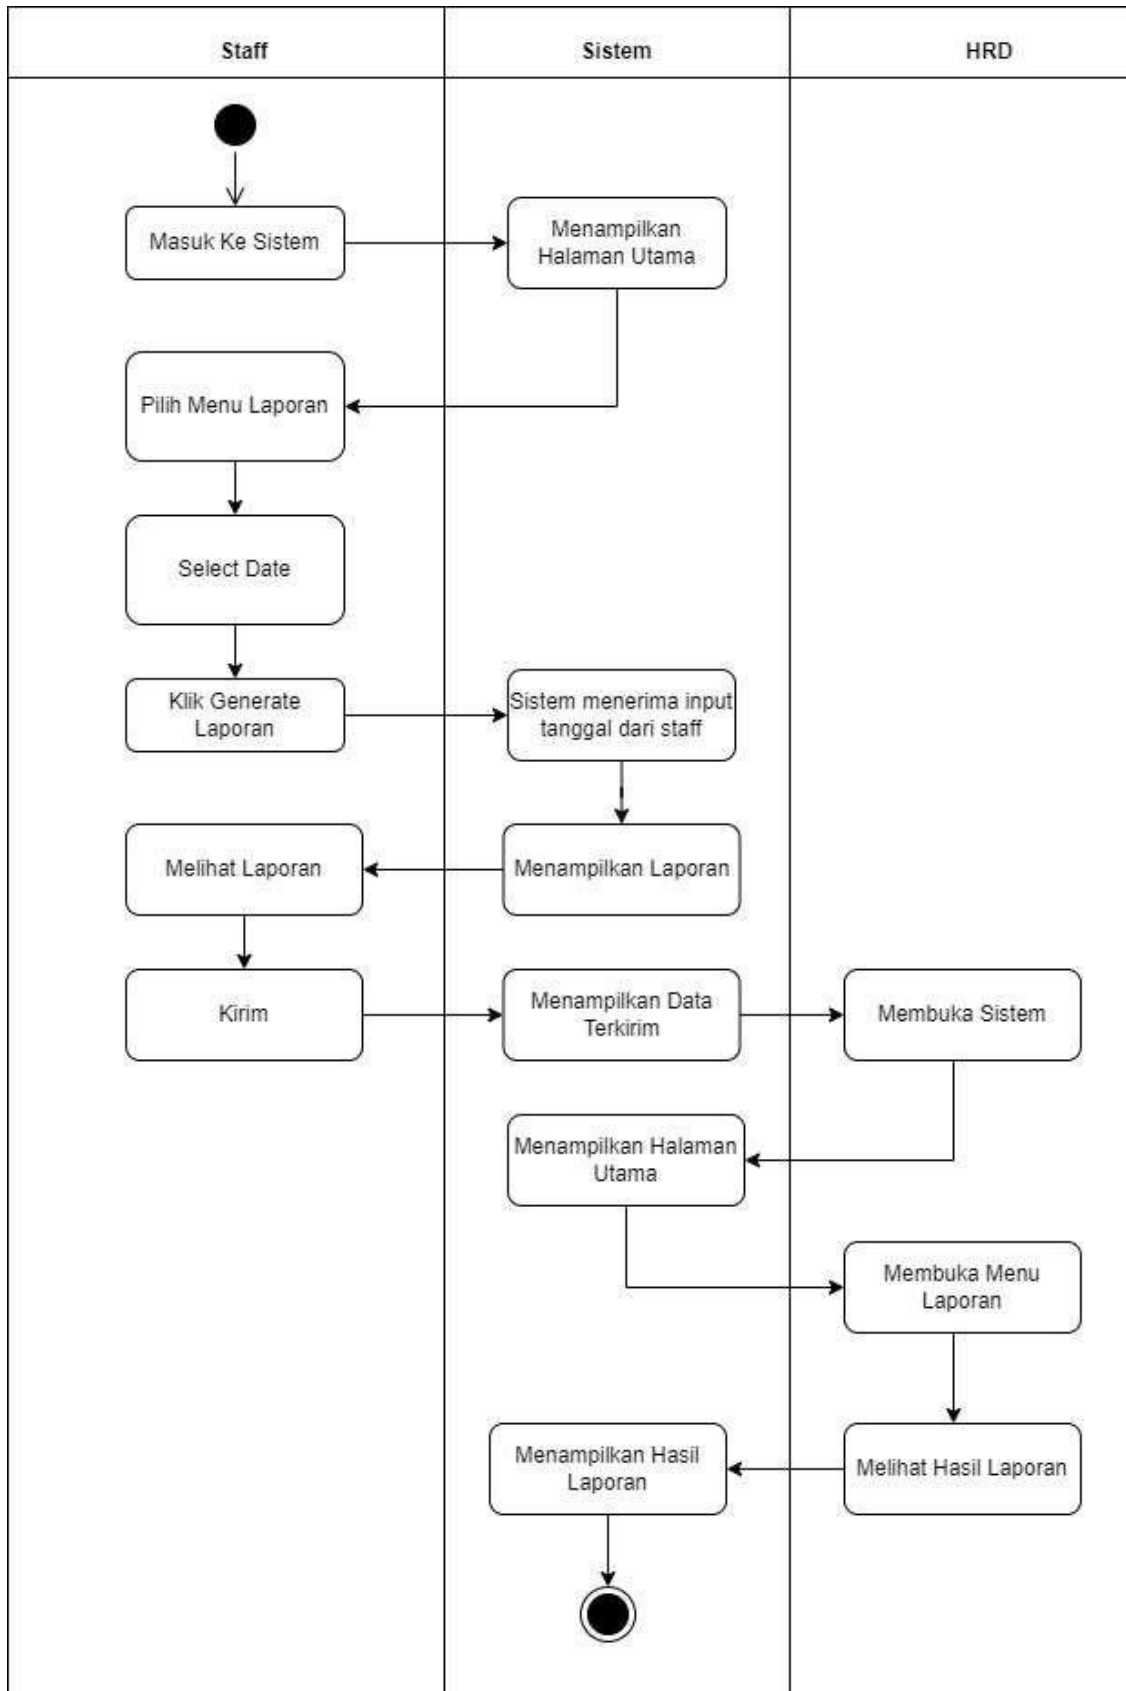 Staff
Sistem
HRD
Masuk Ke Sistem
Menampilkan
Halaman Utama
Pilih Menu Laporan
Select Date
Klik Generate
Laporan
Sistem menerima input
tanggal dari staff
Melihat Laporan
Menampilkan Laporan
Kirim
Menampilkan Data
Terkirim
Membuka Sistem
Menampilkan Halaman
Utama
Membuka Menu
Laporan
Menampilkan Hasil
Laporan
Melihat Hasil Laporan